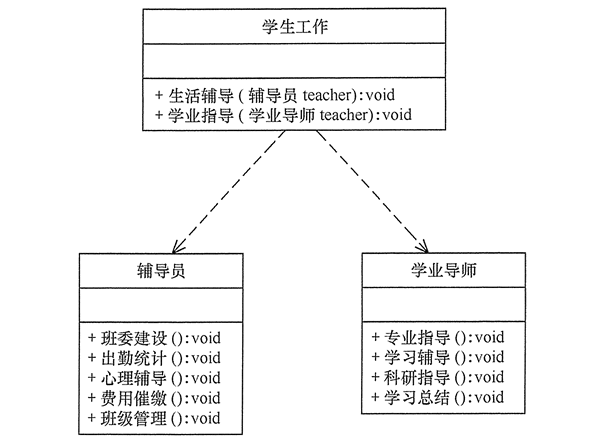 学生工作
+ 生活辅导 ( 辅导员 teacher):void
+ 学业指导 ( 学业导师 teacher):void
辅导员
+ 班委建设 ():void
+ 出勤统计 ():void
+ 心理辅导 ():void
+ 费用催缴 ():void
+ 班级管理 ():void
学业导师
+ 专业指导 ():void
+ 学习辅导 ():void
+ 科研指导 ():void
+ 学习总结 ():void